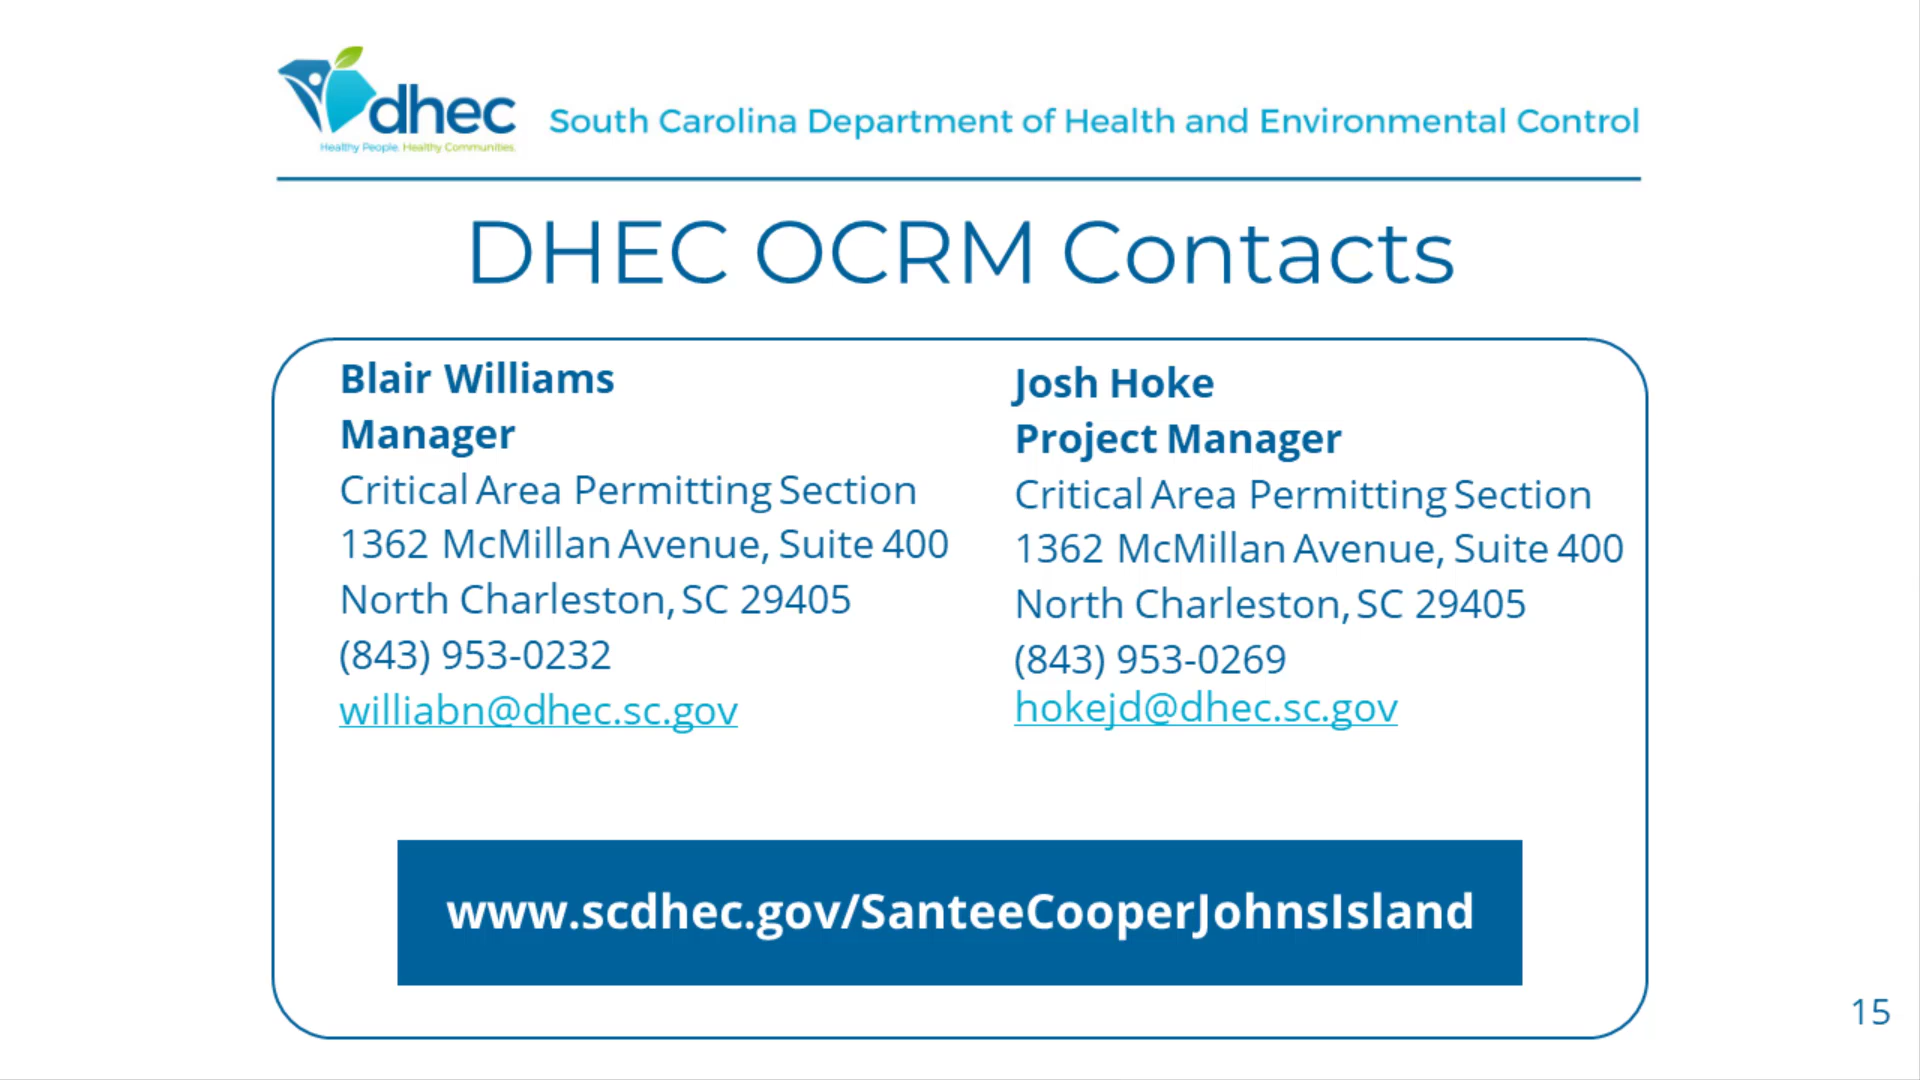 dhec
Healthy People. Healthy Communities.
South Carolina Department of Health and Environmental Control
DHEC OCRM Contacts
Blair Williams
Manager
Critical Area Permitting Section
1362 McMillan Avenue, Suite 400
North Charleston, SC 29405
(843) 953-0232
williabn@dhec.sc.gov
Josh Hoke
Project Manager
Critical Area Permitting Section
1362 McMillan Avenue, Suite 400
North Charleston, SC 29405
(843) 953-0269
hokejd@dhec.sc.gov
www.scdhec.gov/SanteeCooperJohnsIsland
15